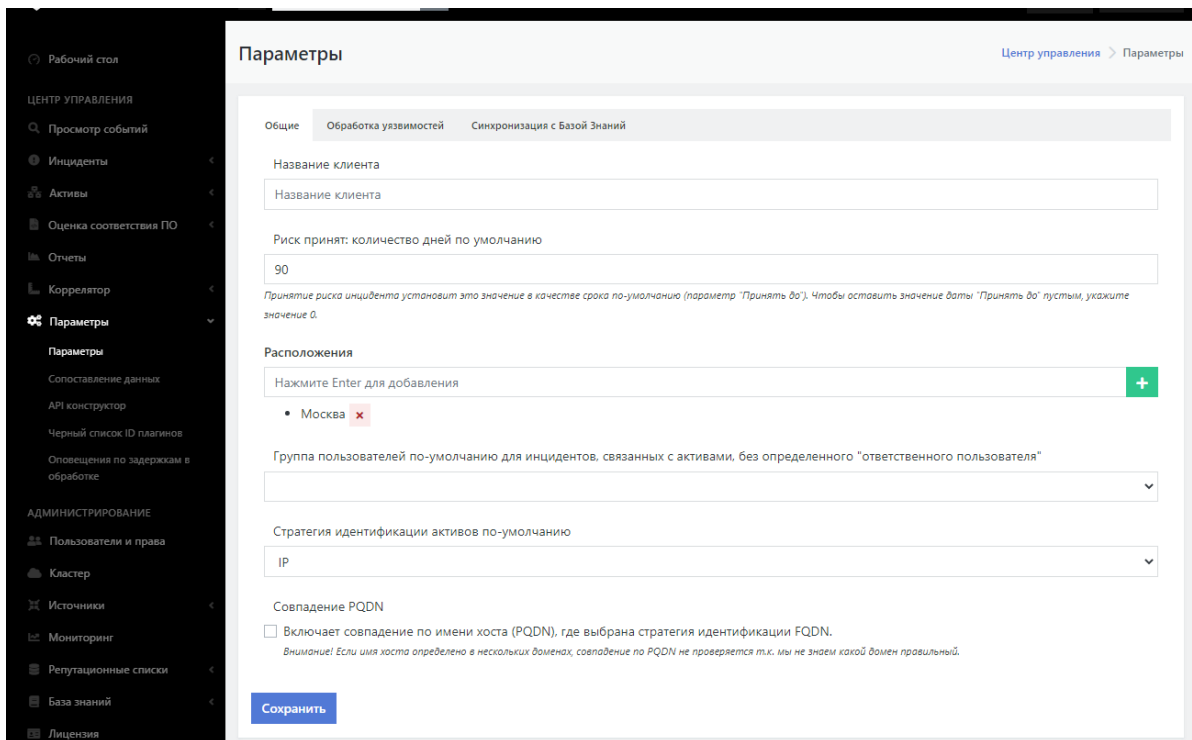 Рабочий стол
ЦЕНТР УПРАВЛЕНИЯ
Просмотр событий
Инциденты
Активы
Оценка соответствия ПО
Отчеты
Коррелятор
Параметры
Параметры
Сопоставление данных
API конструктор
Черный список ID плагинов
Оповещения по задержкам в
обработке
АДМИНИСТРИРОВАНИЕ
Пользователи и права
Кластер
Источники
Мониторинг
Репутационные списки
База знаний
Лицензия
Параметры
Центр управления > Параметры
Общие Обработка уязвимостей Синхронизация с Базой Знаний
Название клиента
Название клиента
Риск принят: количество дней по умолчанию
90
Принятие риска инцидента установит это значение в качестве срока по-умолчанию (параметр "Принять до"). Чтобы оставить значение даты "Принять до" пустым, укажите
значение 0.
Расположения
Нажмите Enter для добавления
Москва
Группа пользователей по-умолчанию для инцидентов, связанных с активами, без определенного "ответственного пользователя"
Стратегия идентификации активов по-умолчанию
IP
Совпадение PQDN
Включает совпадение по имени хоста (PQDN), где выбрана стратегия идентификации FQDN.
Внимание! Если имя хоста определено в нескольких доменах, совпадение по PQDN не проверяется т.к. мы не знаем какой домен правильный.
Сохранить